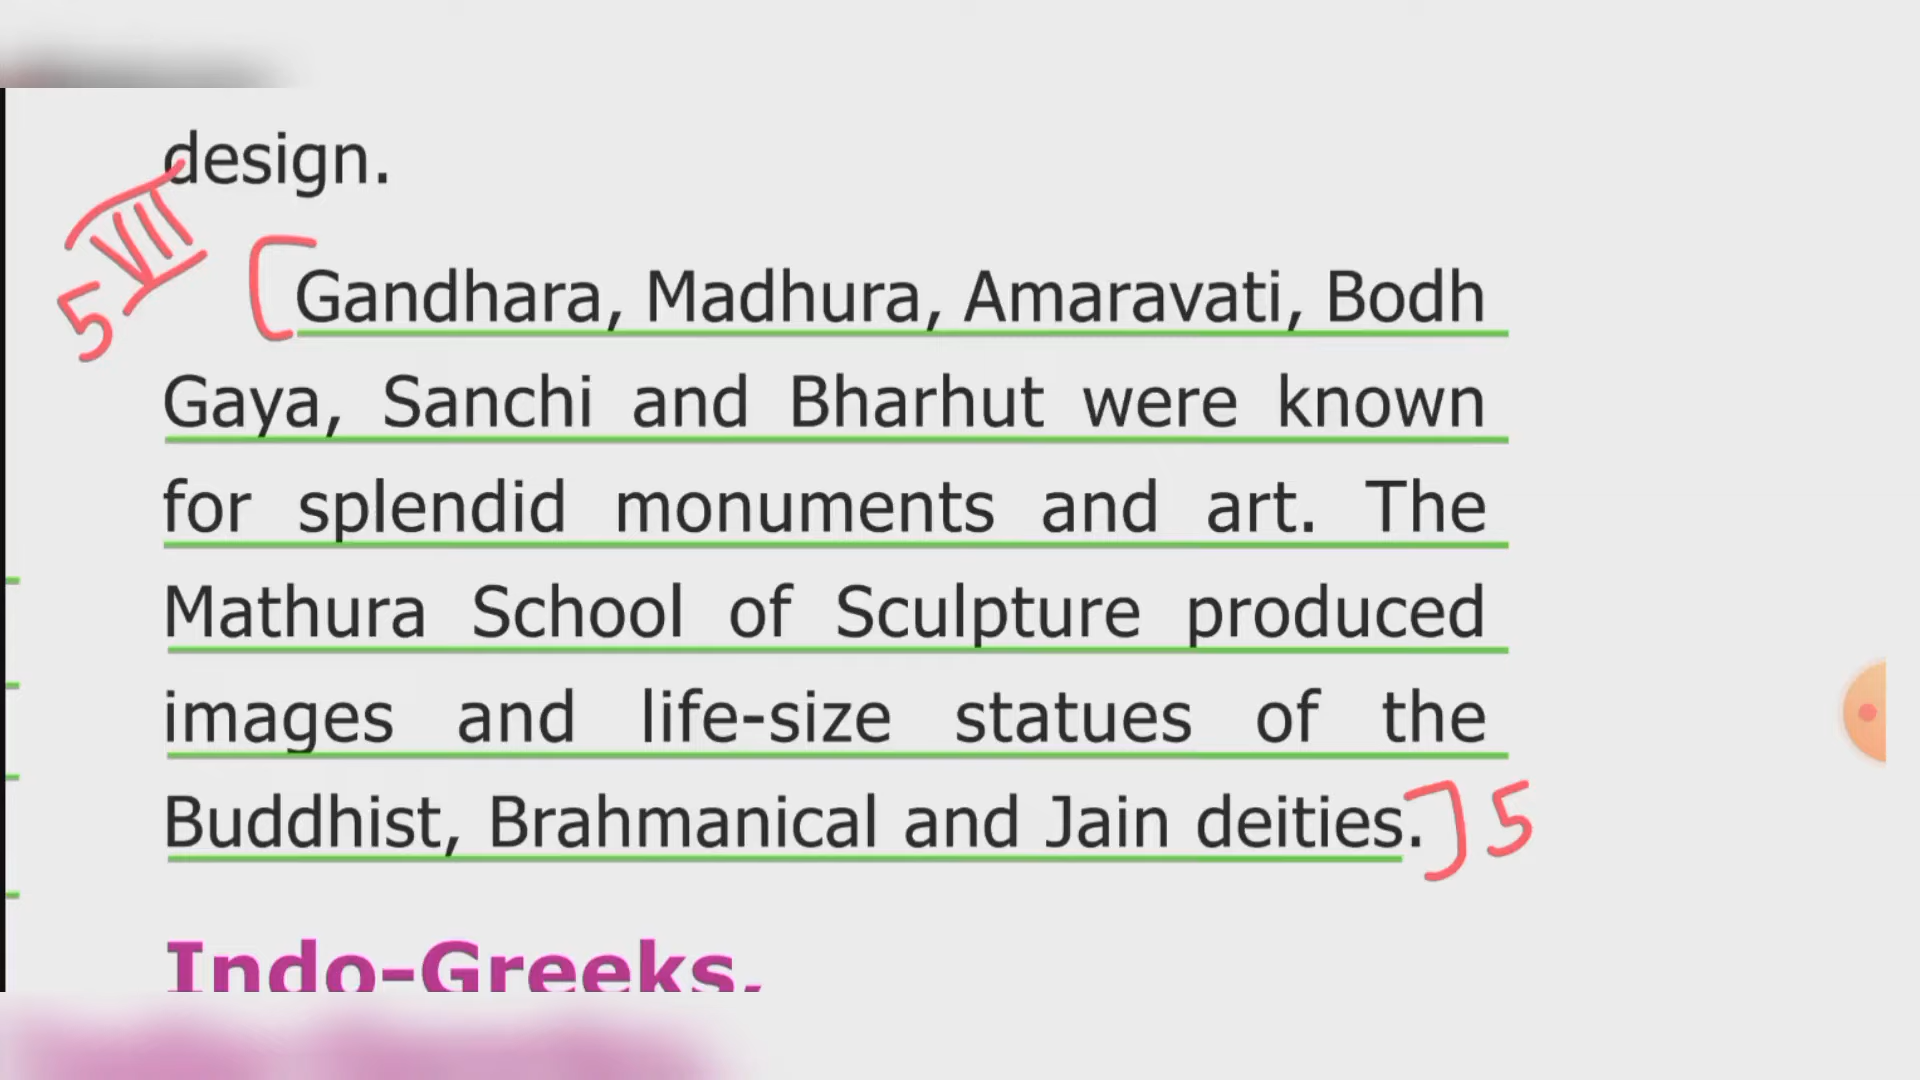 design.
5 VII
[Gandhara, Madhura, Amaravati, Bodh
Gaya, Sanchi and Bharhut were known
for splendid monuments and art. The
Mathura School of Sculpture produced
images and life-size statues of the
Buddhist, Brahmanical and Jain deities.] 5
Indo-Greeks,